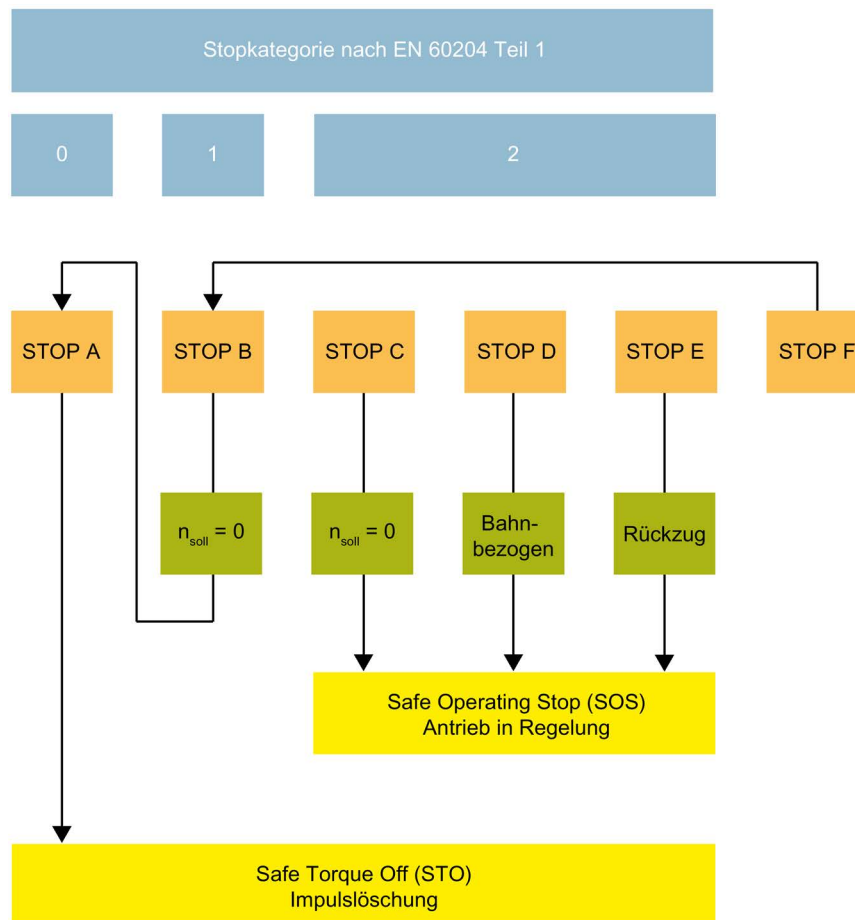 Stopkategorie nach EN 60204 Teil 1
0
1
2
STOP A
STOP B
STOP C
STOP D
STOP E
STOP F
nsoll = 0
nsoll = 0
Bahn-
bezogen
Rückzug
Safe Operating Stop (SOS)
Antrieb in Regelung
Safe Torque Off (STO)
Impulslöschung